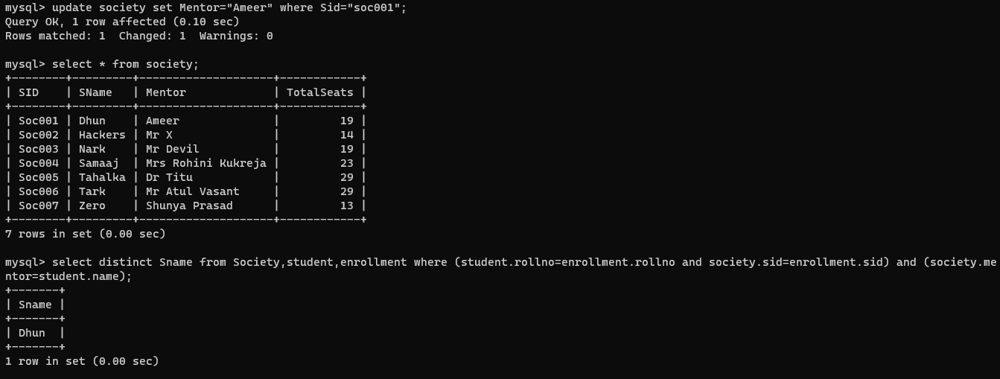 mysql> update society set Mentor="Ameer" where Sid="soc001";
Query OK, 1 row affected (0.10 sec)
Rows matched: 1  Changed: 1  Warnings: 0
mysql> select * from society;
+--------+---------+--------------------+------------+
| SID    | SName   | Mentor             | TotalSeats |
+--------+---------+--------------------+------------+
| Soc001 | Dhun    | Ameer              |         19 |
| Soc002 | Hackers | Mr X               |         14 |
| Soc003 | Nark    | Mr Devil           |         19 |
| Soc004 | Samaaj  | Mrs Rohini Kukreja |         23 |
| Soc005 | Tahalka | Dr Titu            |         29 |
| Soc006 | Tark    | Mr Atul Vasant     |         29 |
| Soc007 | Zero    | Shunya Prasad      |         13 |
+--------+---------+--------------------+------------+
7 rows in set (0.00 sec)
mysql> select distinct Sname from Society,student,enrollment where (student.rollno=enrollment.rollno and society.sid=enrollment.sid) and (society.me
ntor=student.name);
+-------+
| Sname |
+-------+
| Dhun  |
+-------+
1 row in set (0.00 sec)